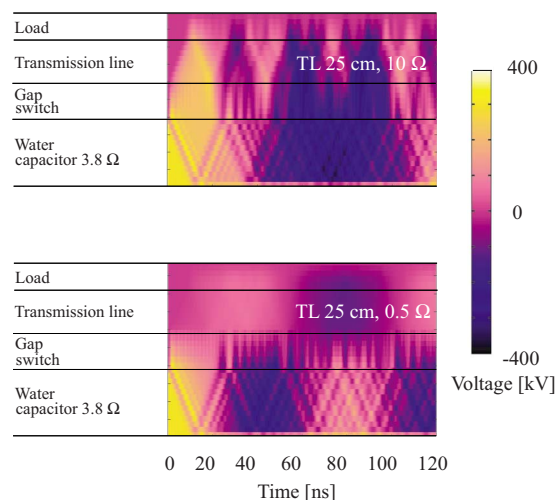 Load
Transmission line
TL 25 cm, 10 Ω
Gap
switch
Water
capacitor 3.8 Ω
400
0
-400
Voltage [kV]
Load
Transmission line
TL 25 cm, 0.5 Ω
Gap
switch
Water
capacitor 3.8 Ω
0 20 40 60 80 100 120
Time [ns]